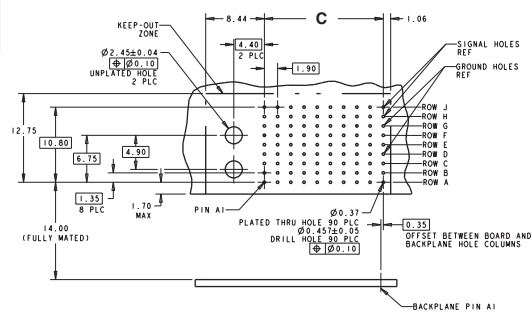 8.44
C
1.06
KEEP-OUT
ZONE
4.40
2 PLC
SIGNAL HOLES
REF
Ø2.45±0.04
⌖ Ø0.10
UNPLATED HOLE
2 PLC
1.90
GROUND HOLES
REF
ROW J
ROW H
ROW G
ROW F
ROW E
ROW D
ROW C
ROW B
ROW A
12.75
10.80
6.75
4.90
1.35
8 PLC
1.70
MAX
PIN A1
Ø0.37
PLATED THRU HOLE 90 PLC
Ø0.457±0.05
DRILL HOLE 90 PLC
⌖ Ø0.10
0.35
OFFSET BETWEEN BOARD AND
BACKPLANE HOLE COLUMNS
14.00
(FULLY MATED)
BACKPLANE PIN A1